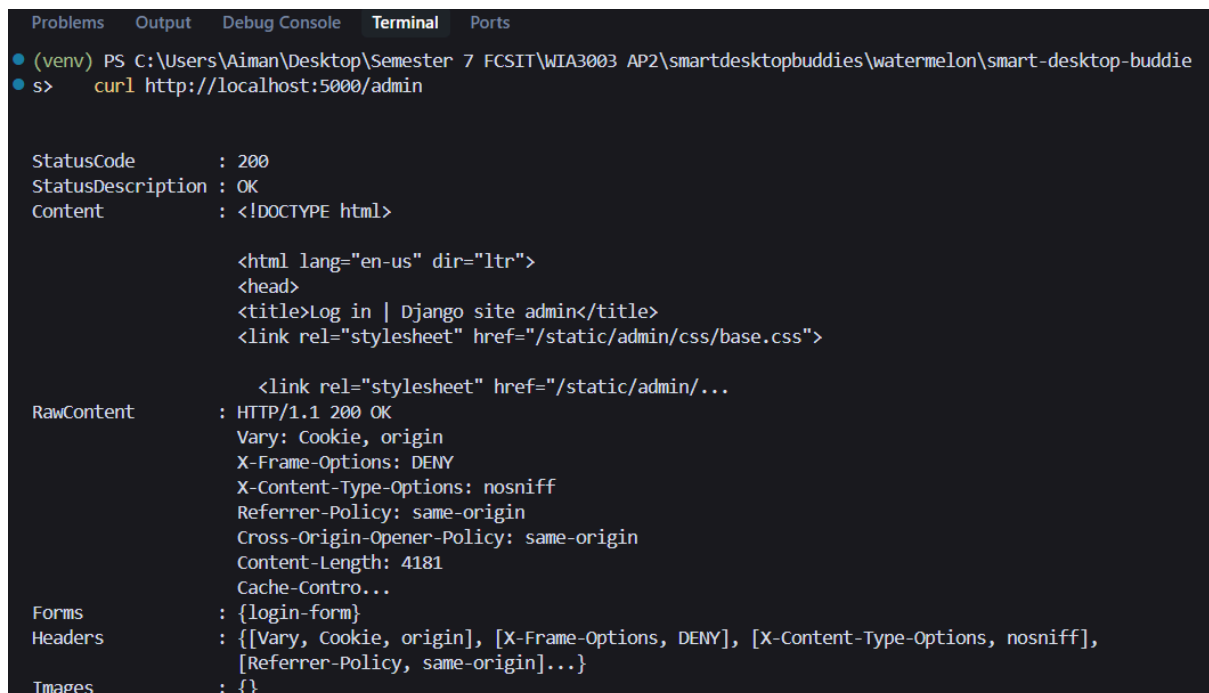 Problems Output Debug Console Terminal Ports
(venv) PS C:\Users\Aiman\Desktop\Semester 7 FCSIT\WIA3003 AP2\smartdesktopbuddies\watermelon\smart-desktop-buddie
s> curl http://localhost:5000/admin
StatusCode : 200
StatusDescription : OK
Content : <!DOCTYPE html>
<html lang="en-us" dir="ltr">
<head>
<title>Log in | Django site admin</title>
<link rel="stylesheet" href="/static/admin/css/base.css">
<link rel="stylesheet" href="/static/admin/...
RawContent : HTTP/1.1 200 OK
Vary: Cookie, origin
X-Frame-Options: DENY
X-Content-Type-Options: nosniff
Referrer-Policy: same-origin
Cross-Origin-Opener-Policy: same-origin
Content-Length: 4181
Cache-Contro...
Forms : {login-form}
Headers : {[Vary, Cookie, origin], [X-Frame-Options, DENY], [X-Content-Type-Options, nosniff],
[Referrer-Policy, same-origin]...}
Images : {}